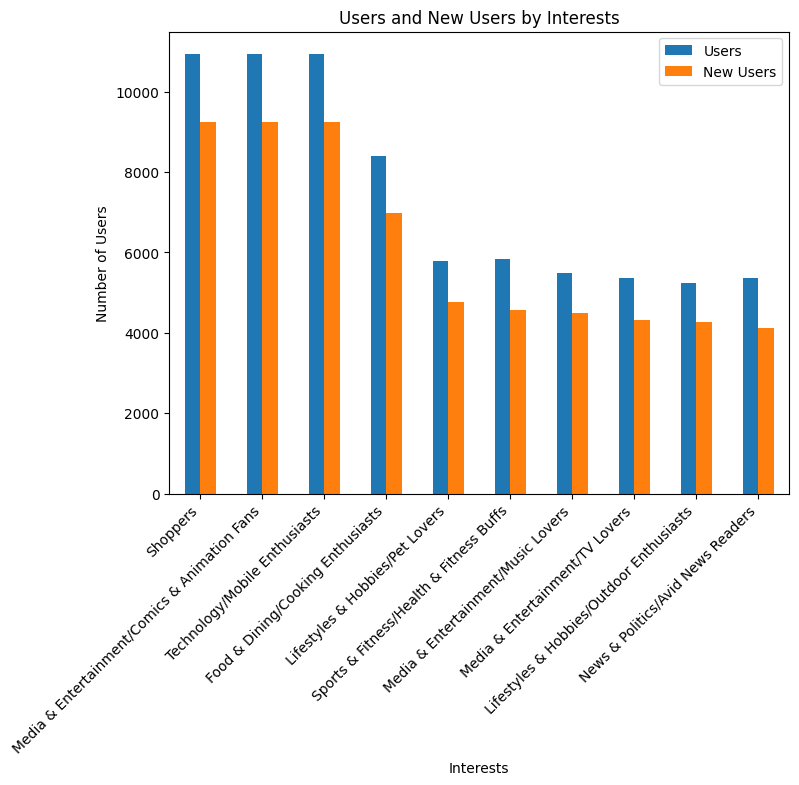 Users and New Users by Interests
Users
New Users
Number of Users
10000
8000
6000
4000
2000
0
Shoppers
Media & Entertainment/Comics & Animation Fans
Technology/Mobile Enthusiasts
Food & Dining/Cooking Enthusiasts
Lifestyles & Hobbies/Pet Lovers
Sports & Fitness/Health & Fitness Buffs
Media & Entertainment/Music Lovers
Media & Entertainment/TV Lovers
Lifestyles & Hobbies/Outdoor Enthusiasts
News & Politics/Avid News Readers
Interests